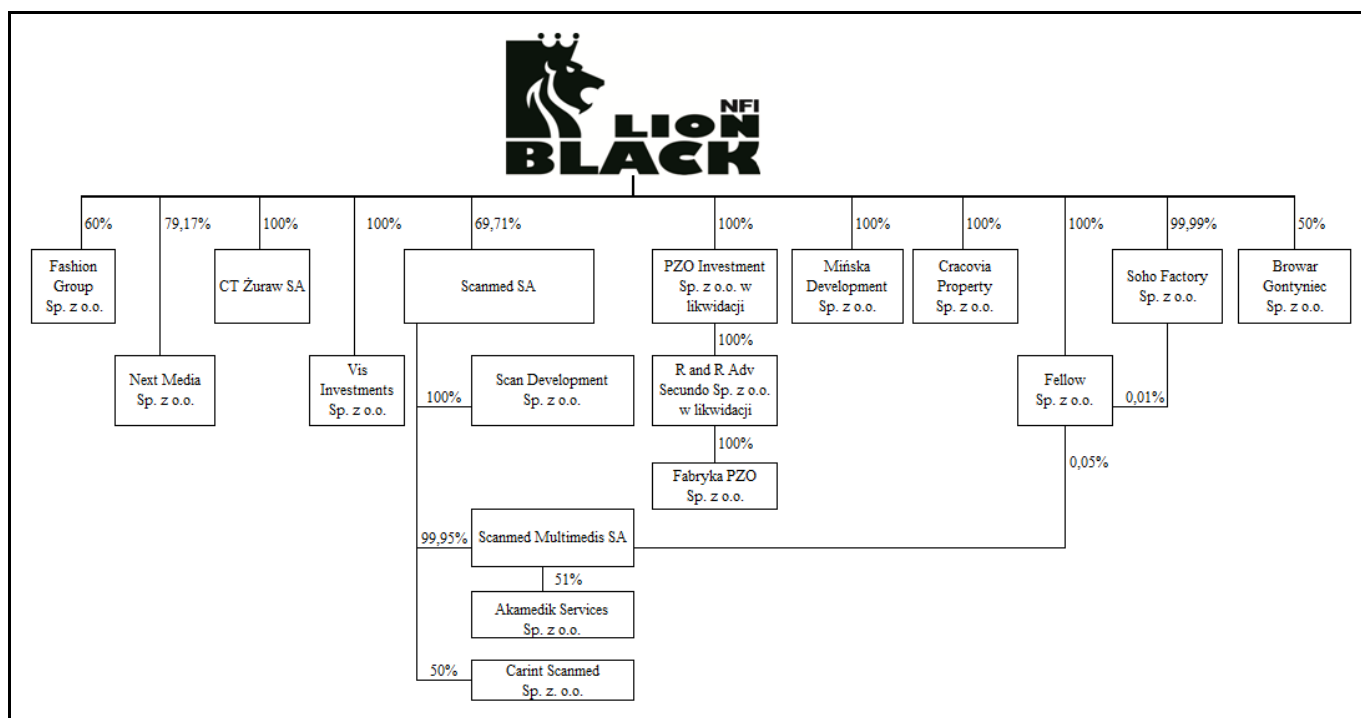 NFI
LION
BLACK
60%
79,17%
100%
100%
69,71%
100%
100%
100%
100%
99,99%
50%
Fashion
Group
Sp. z o.o.
CT Żuraw SA
Scanmed SA
PZO Investment
Sp. z o.o. w
likwidacji
Mińska
Development
Sp. z o.o.
Cracovia
Property
Sp. z o.o.
Soho Factory
Sp. z o.o.
Browar
Gontyniec
Sp. z o.o.
100%
Next Media
Sp. z o.o.
Vis
Investments
Sp. z o.o.
100%
Scan Development
Sp. z o.o.
R and R Adv
Secundo Sp. z o.o.
w likwidacji
Fellow
Sp. z o.o.
0,01%
100%
0,05%
Fabryka PZO
Sp. z o.o.
99,95%
Scanmed Multimedis SA
51%
Akamedik Services
Sp. z o.o.
50%
Carint Scanmed
Sp. z. o.o.